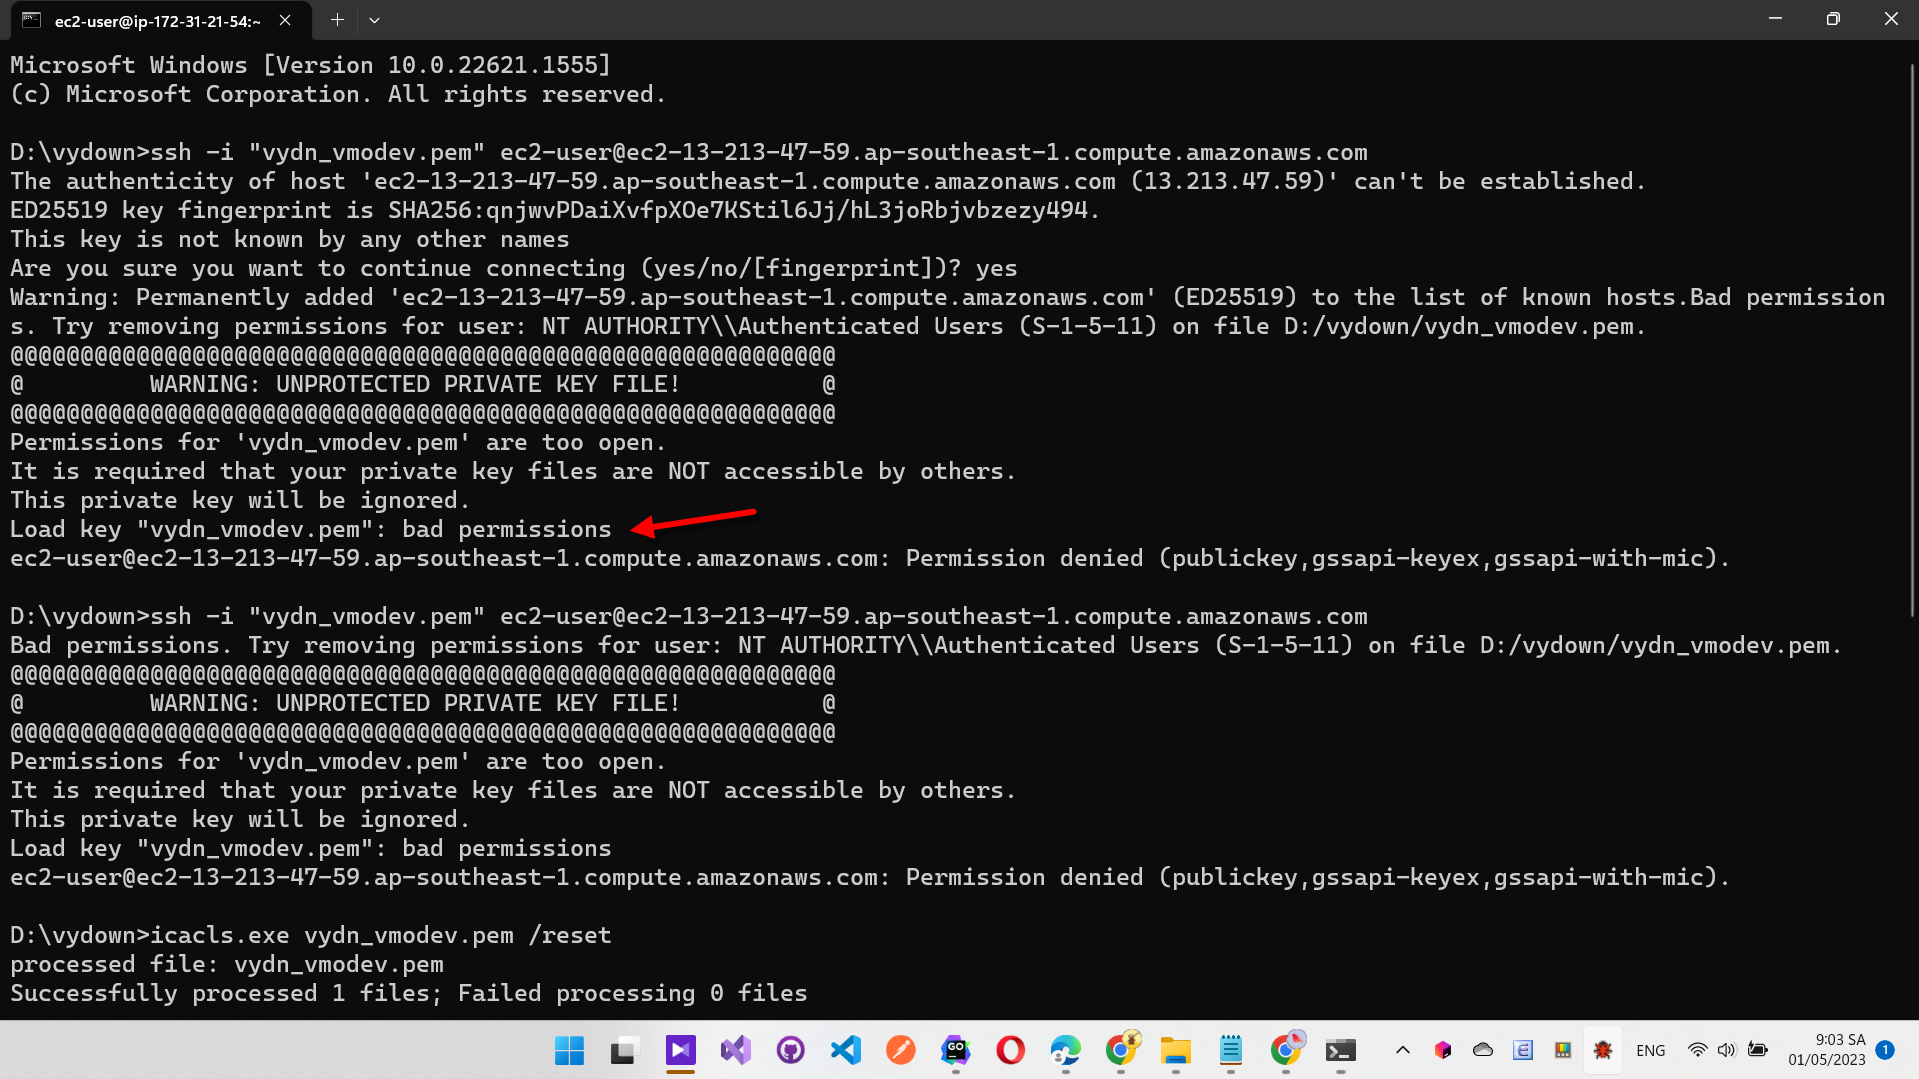 ec2-user@ip-172-31-21-54:~
Microsoft Windows [Version 10.0.22621.1555]
(c) Microsoft Corporation. All rights reserved.
D:\vydown>ssh -i "vydn_vmodev.pem" ec2-user@ec2-13-213-47-59.ap-southeast-1.compute.amazonaws.com
The authenticity of host 'ec2-13-213-47-59.ap-southeast-1.compute.amazonaws.com (13.213.47.59)' can't be established.
ED25519 key fingerprint is SHA256:qnjwvPDaiXvfpXOe7KStil6Jj/hL3joRbjvbzezy494.
This key is not known by any other names
Are you sure you want to continue connecting (yes/no/[fingerprint])? yes
Warning: Permanently added 'ec2-13-213-47-59.ap-southeast-1.compute.amazonaws.com' (ED25519) to the list of known hosts.Bad permission
s. Try removing permissions for user: NT AUTHORITY\\Authenticated Users (S-1-5-11) on file D:/vydown/vydn_vmodev.pem.
@@@@@@@@@@@@@@@@@@@@@@@@@@@@@@@@@@@@@@@@@@@@@@@@@@@@@@@@@@@
@         WARNING: UNPROTECTED PRIVATE KEY FILE!          @
@@@@@@@@@@@@@@@@@@@@@@@@@@@@@@@@@@@@@@@@@@@@@@@@@@@@@@@@@@@
Permissions for 'vydn_vmodev.pem' are too open.
It is required that your private key files are NOT accessible by others.
This private key will be ignored.
Load key "vydn_vmodev.pem": bad permissions
ec2-user@ec2-13-213-47-59.ap-southeast-1.compute.amazonaws.com: Permission denied (publickey,gssapi-keyex,gssapi-with-mic).
D:\vydown>ssh -i "vydn_vmodev.pem" ec2-user@ec2-13-213-47-59.ap-southeast-1.compute.amazonaws.com
Bad permissions. Try removing permissions for user: NT AUTHORITY\\Authenticated Users (S-1-5-11) on file D:/vydown/vydn_vmodev.pem.
@@@@@@@@@@@@@@@@@@@@@@@@@@@@@@@@@@@@@@@@@@@@@@@@@@@@@@@@@@@
@         WARNING: UNPROTECTED PRIVATE KEY FILE!          @
@@@@@@@@@@@@@@@@@@@@@@@@@@@@@@@@@@@@@@@@@@@@@@@@@@@@@@@@@@@
Permissions for 'vydn_vmodev.pem' are too open.
It is required that your private key files are NOT accessible by others.
This private key will be ignored.
Load key "vydn_vmodev.pem": bad permissions
ec2-user@ec2-13-213-47-59.ap-southeast-1.compute.amazonaws.com: Permission denied (publickey,gssapi-keyex,gssapi-with-mic).
D:\vydown>icacls.exe vydn_vmodev.pem /reset
processed file: vydn_vmodev.pem
Successfully processed 1 files; Failed processing 0 files
GO
ENG
9:03 SA
01/05/2023
1